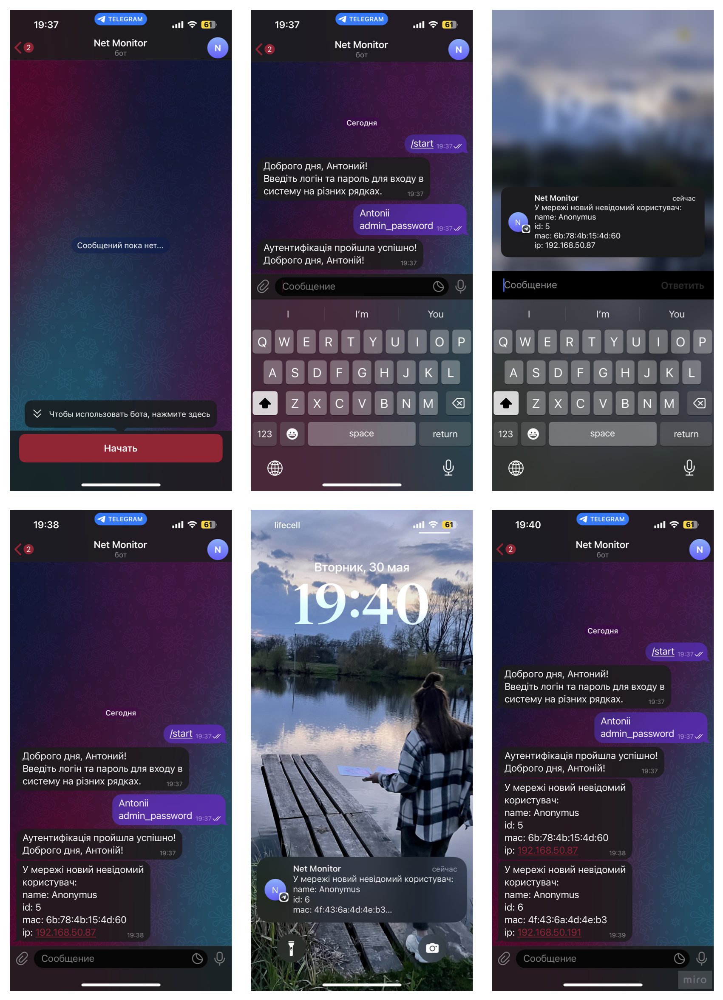 19:37
TELEGRAM
61
2
Net Monitor
бот
N
Сообщений пока нет...
Чтобы использовать бота, нажмите здесь
Начать
19:37
TELEGRAM
61
2
Net Monitor
бот
N
Сегодня
/start 19:37
Доброго дня, Антоний!
Введіть логін та пароль для входу в
систему на різних рядках. 19:37
Antonii
admin_password 19:37
Аутентифікація пройшла успішно!
Доброго дня, Антоній! 19:37
Сообщение
I I'm You
Q W E R T Y U I O P
A S D F G H J K L
Z X C V B N M
123 space return
Net Monitor сейчас
У мережі новий невідомий користувач:
N
name: Anonymus
id: 5
mac: 6b:78:4b:15:4d:60
ip: 192.168.50.87
Сообщение Ответить
I I'm You
Q W E R T Y U I O P
A S D F G H J K L
Z X C V B N M
123 space return
19:38
TELEGRAM
61
2
Net Monitor
бот
N
Сегодня
/start 19:37
Доброго дня, Антоний!
Введіть логін та пароль для входу в
систему на різних рядках. 19:37
Antonii
admin_password 19:37
Аутентифікація пройшла успішно!
Доброго дня, Антоній! 19:37
У мережі новий невідомий
користувач:
name: Anonymus
id: 5
mac: 6b:78:4b:15:4d:60
ip: 192.168.50.87 19:38
Сообщение
lifecell
61
Вторник, 30 мая
19:40
Net Monitor сейчас
У мережі новий невідомий користувач:
N
name: Anonymus
id: 6
mac: 4f:43:6a:4d:4e:b3...
19:40
TELEGRAM
61
2
Net Monitor
бот
N
Сегодня
/start 19:37
Доброго дня, Антоний!
Введіть логін та пароль для входу в
систему на різних рядках. 19:37
Antonii
admin_password 19:37
Аутентифікація пройшла успішно!
Доброго дня, Антоній! 19:37
У мережі новий невідомий
користувач:
name: Anonymus
id: 5
mac: 6b:78:4b:15:4d:60
ip: 192.168.50.87 19:38
У мережі новий невідомий
користувач:
name: Anonymus
id: 6
mac: 4f:43:6a:4d:4e:b3
ip: 192.168.50.191 19:39
Сообщение
miro